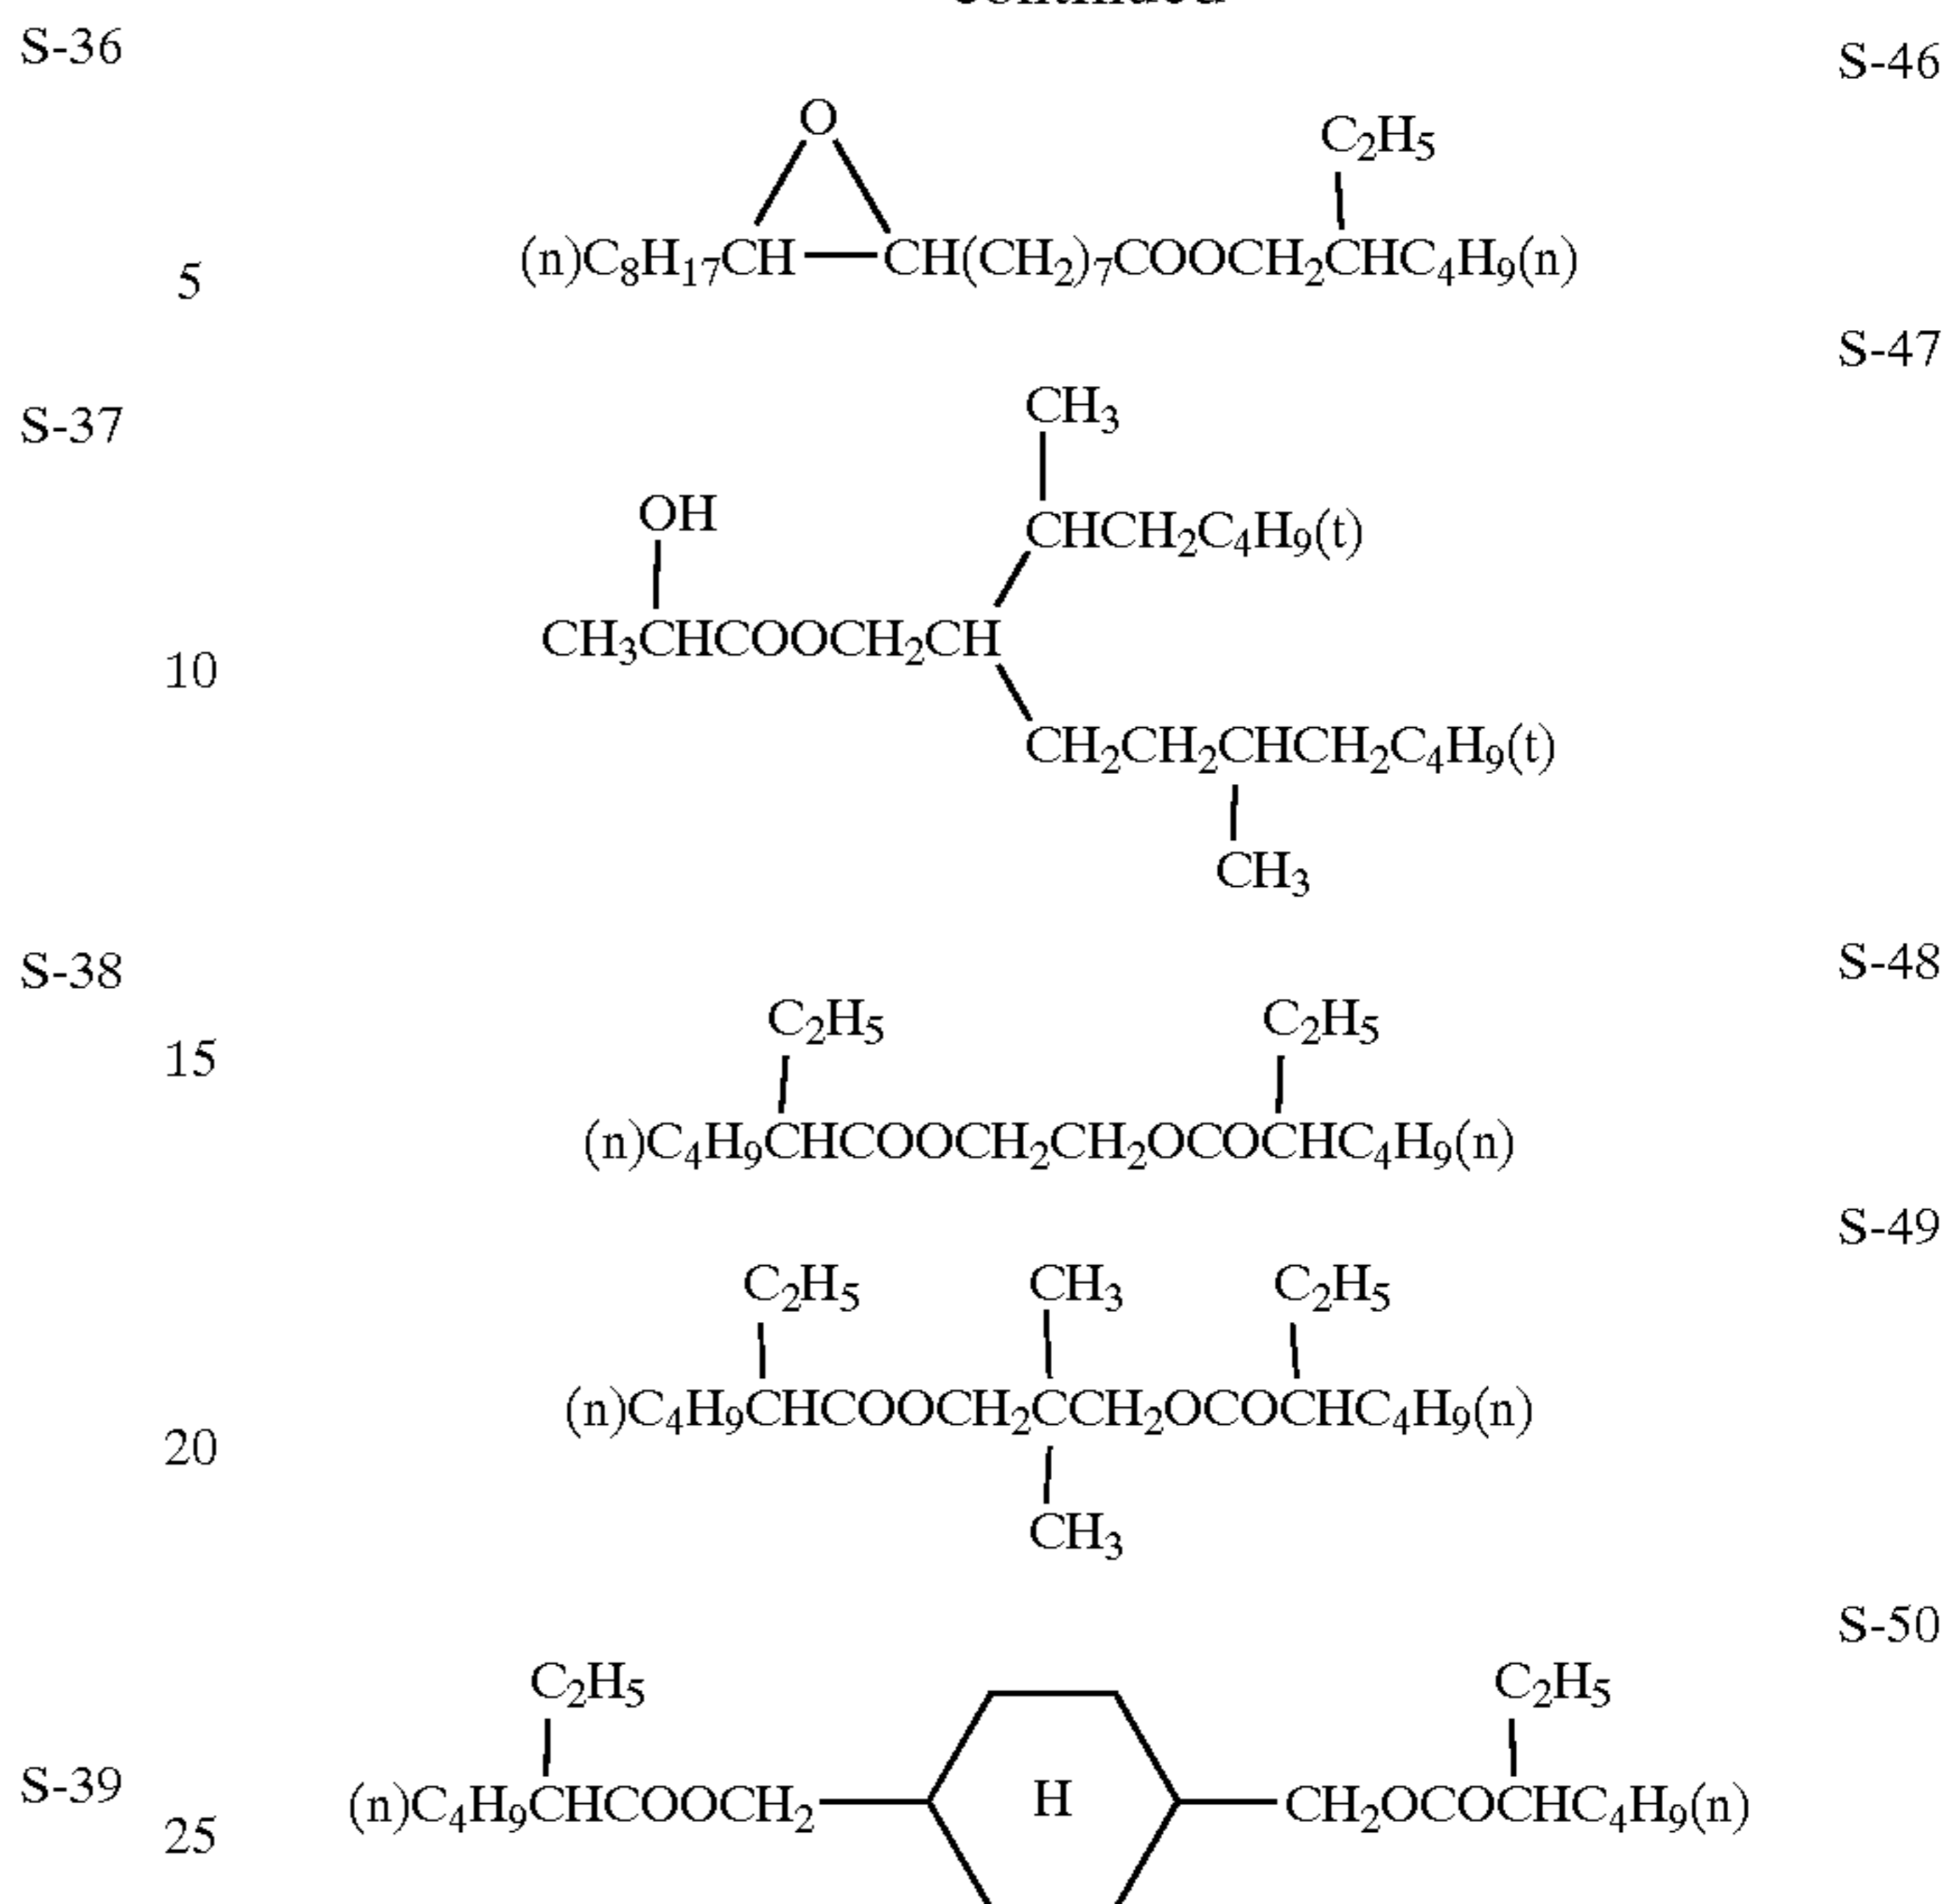 S-36
S-46
O
C2H5
5
(n)C8H17CH—CH(CH2)7COOCH2CHC4H9(n)
S-47
CH3
S-37
OH
CHCH2C4H9(t)
CH3CHCOOCH2CH
10
CH2CH2CHCH2C4H9(t)
CH3
S-38
S-48
C2H5 C2H5
15
(n)C4H9CHCOOCH2CH2OCOCHC4H9(n)
S-49
C2H5 CH3 C2H5
(n)C4H9CHCOOCH2CCH2OCOCHC4H9(n)
20
CH3
S-50
C2H5 C2H5
S-39
(n)C4H9CHCOOCH2 H CH2OCOCHC4H9(n)
25